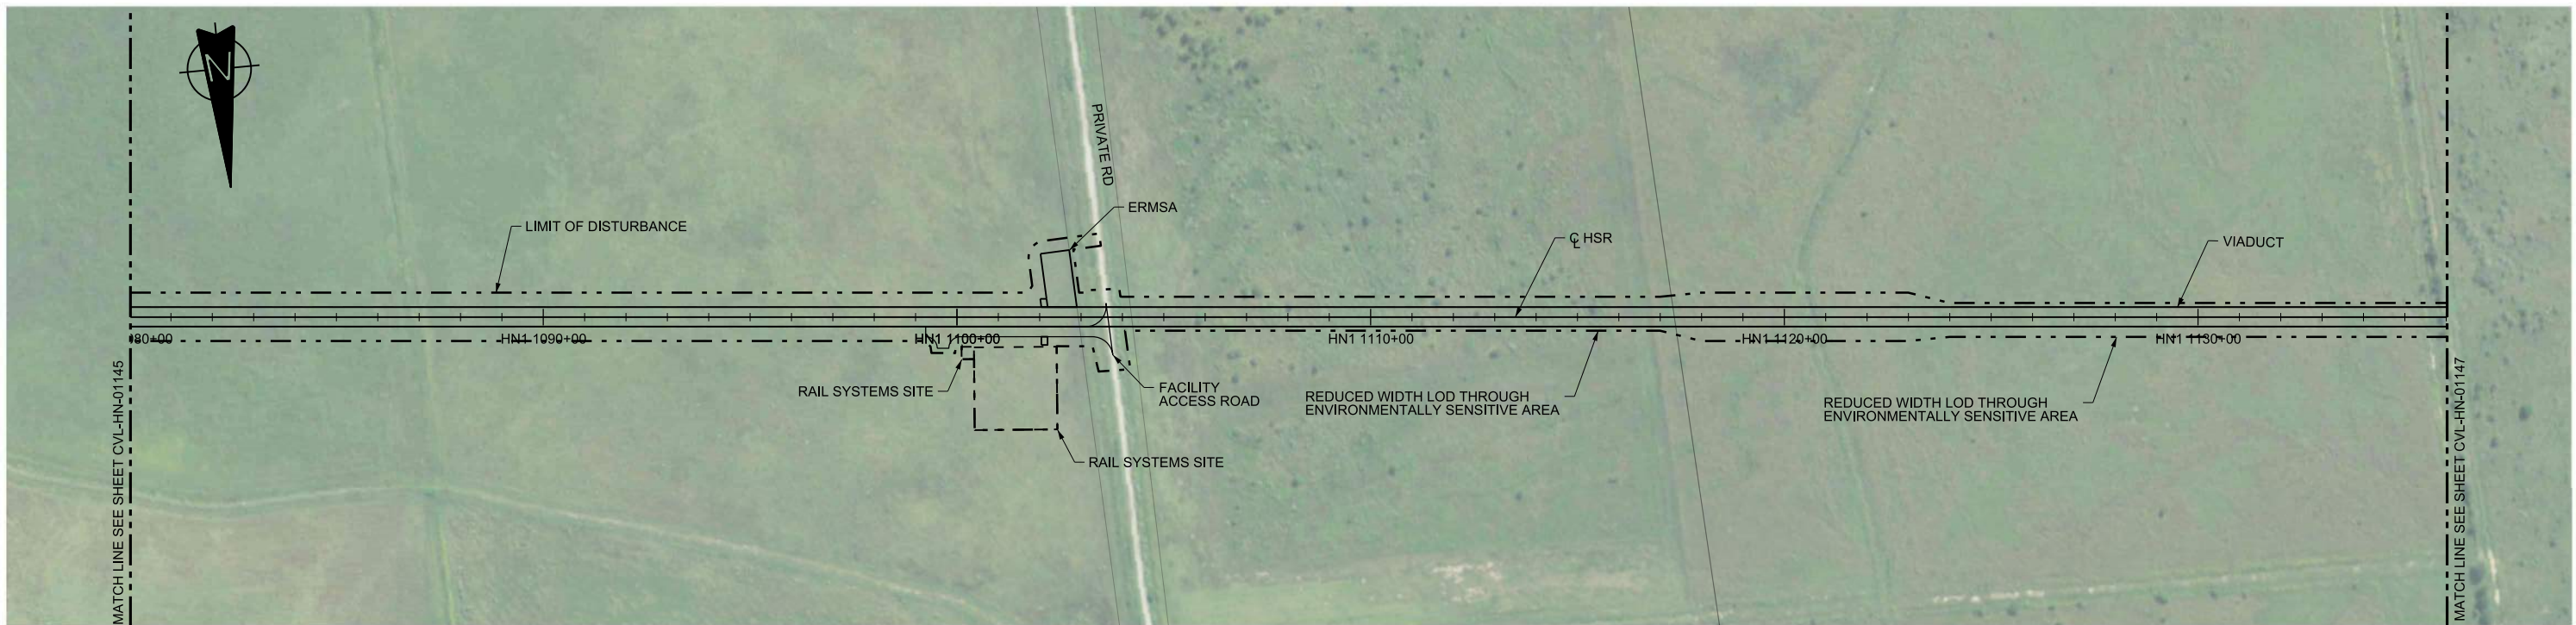 N
PRIVATE RD
ERMSA
LIMIT OF DISTURBANCE
℄ HSR
VIADUCT
80+00
HN1 1090+00
HN1 1100+00
HN1 1110+00
HN1 1120+00
HN1 1130+00
RAIL SYSTEMS SITE
FACILITY
ACCESS ROAD
REDUCED WIDTH LOD THROUGH
ENVIRONMENTALLY SENSITIVE AREA
REDUCED WIDTH LOD THROUGH
ENVIRONMENTALLY SENSITIVE AREA
RAIL SYSTEMS SITE
MATCH LINE SEE SHEET CVL-HN-01145
MATCH LINE SEE SHEET CVL-HN-01147